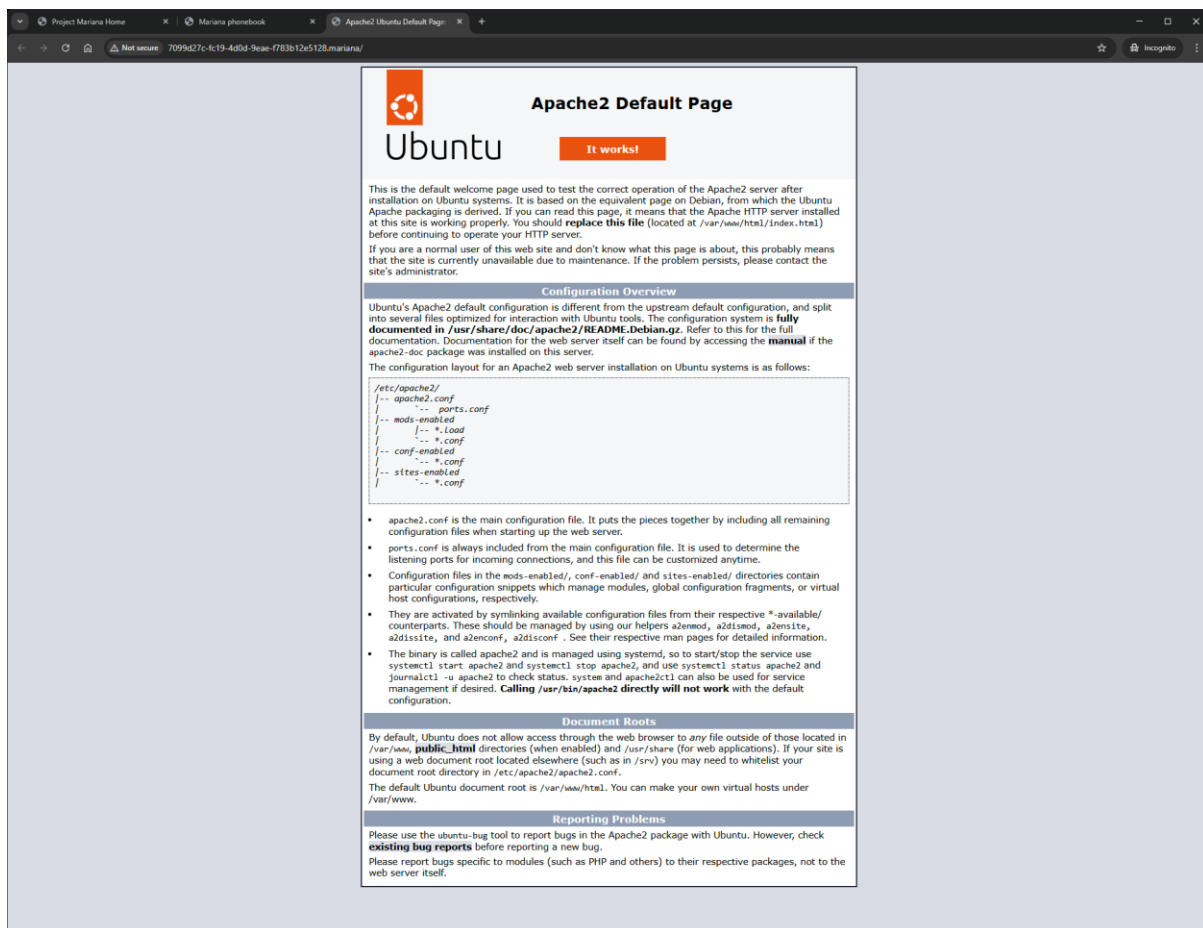 Project Mariana Home
Mariana phonebook
Apache2 Ubuntu Default Page:
Not secure
7099d27c-fc19-4d0d-9eae-f783b12e5128.mariana/
Incognito
Apache2 Default Page
Ubuntu
It works!
This is the default welcome page used to test the correct operation of the Apache2 server after
installation on Ubuntu systems. It is based on the equivalent page on Debian, from which the Ubuntu
Apache packaging is derived. If you can read this page, it means that the Apache HTTP server installed
at this site is working properly. You should replace this file (located at /var/www/html/index.html)
before continuing to operate your HTTP server.
If you are a normal user of this web site and don't know what this page is about, this probably means
that the site is currently unavailable due to maintenance. If the problem persists, please contact the
site's administrator.
Configuration Overview
Ubuntu's Apache2 default configuration is different from the upstream default configuration, and split
into several files optimized for interaction with Ubuntu tools. The configuration system is fully
documented in /usr/share/doc/apache2/README.Debian.gz. Refer to this for the full
documentation. Documentation for the web server itself can be found by accessing the manual if the
apache2-doc package was installed on this server.
The configuration layout for an Apache2 web server installation on Ubuntu systems is as follows:
/etc/apache2/
|-- apache2.conf
|       `--  ports.conf
|-- mods-enabled
|       |-- *.load
|       `-- *.conf
|-- conf-enabled
|       `-- *.conf
|-- sites-enabled
|       `-- *.conf
• apache2.conf is the main configuration file. It puts the pieces together by including all remaining
configuration files when starting up the web server.
• ports.conf is always included from the main configuration file. It is used to determine the
listening ports for incoming connections, and this file can be customized anytime.
• Configuration files in the mods-enabled/, conf-enabled/ and sites-enabled/ directories contain
particular configuration snippets which manage modules, global configuration fragments, or virtual
host configurations, respectively.
• They are activated by symlinking available configuration files from their respective *-available/
counterparts. These should be managed by using our helpers a2enmod, a2dismod, a2ensite,
a2dissite, and a2enconf, a2disconf . See their respective man pages for detailed information.
• The binary is called apache2 and is managed using systemd, so to start/stop the service use
systemctl start apache2 and systemctl stop apache2, and use systemctl status apache2 and
journalctl -u apache2 to check status. system and apache2ctl can also be used for service
management if desired. Calling /usr/bin/apache2 directly will not work with the default
configuration.
Document Roots
By default, Ubuntu does not allow access through the web browser to any file outside of those located in
/var/www, public_html directories (when enabled) and /usr/share (for web applications). If your site is
using a web document root located elsewhere (such as in /srv) you may need to whitelist your
document root directory in /etc/apache2/apache2.conf.
The default Ubuntu document root is /var/www/html. You can make your own virtual hosts under
/var/www.
Reporting Problems
Please use the ubuntu-bug tool to report bugs in the Apache2 package with Ubuntu. However, check
existing bug reports before reporting a new bug.
Please report bugs specific to modules (such as PHP and others) to their respective packages, not to the
web server itself.